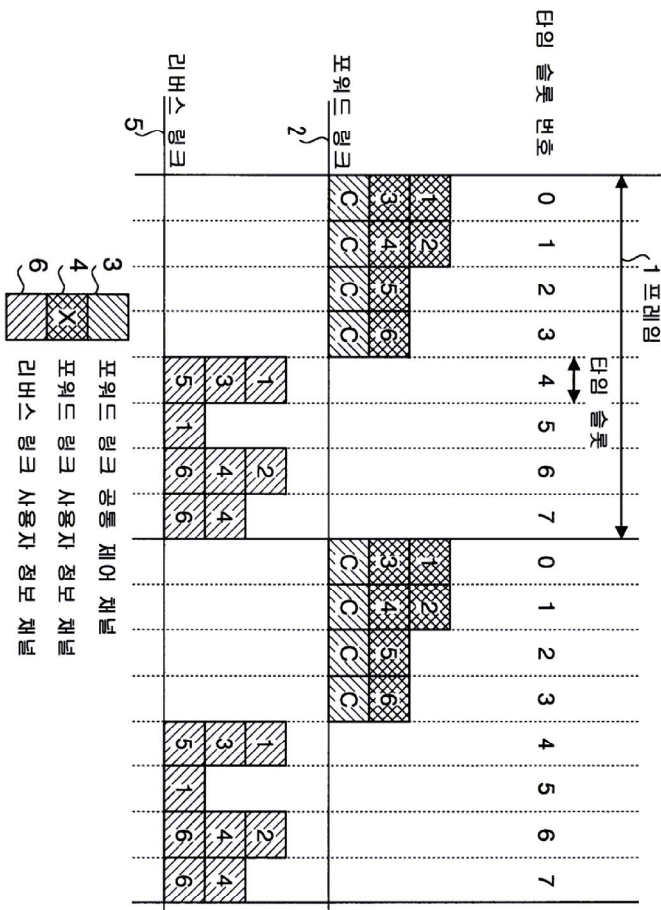 1 프레임
타임 슬롯
타임 슬롯 번호 0 1 2 3 4 5 6 7 0 1 2 3 4 5 6 7
1 2 1 2
3 4 5 6 3 4 5 6
포워드 링크 2 C C C C C C C C
1 2 1 2
3 4 4 3 4 4
리버스 링크 5 5 1 6 6 5 1 6 6
3 포워드 링크 공통 제어 채널
4 X 포워드 링크 사용자 정보 채널
6 리버스 링크 사용자 정보 채널